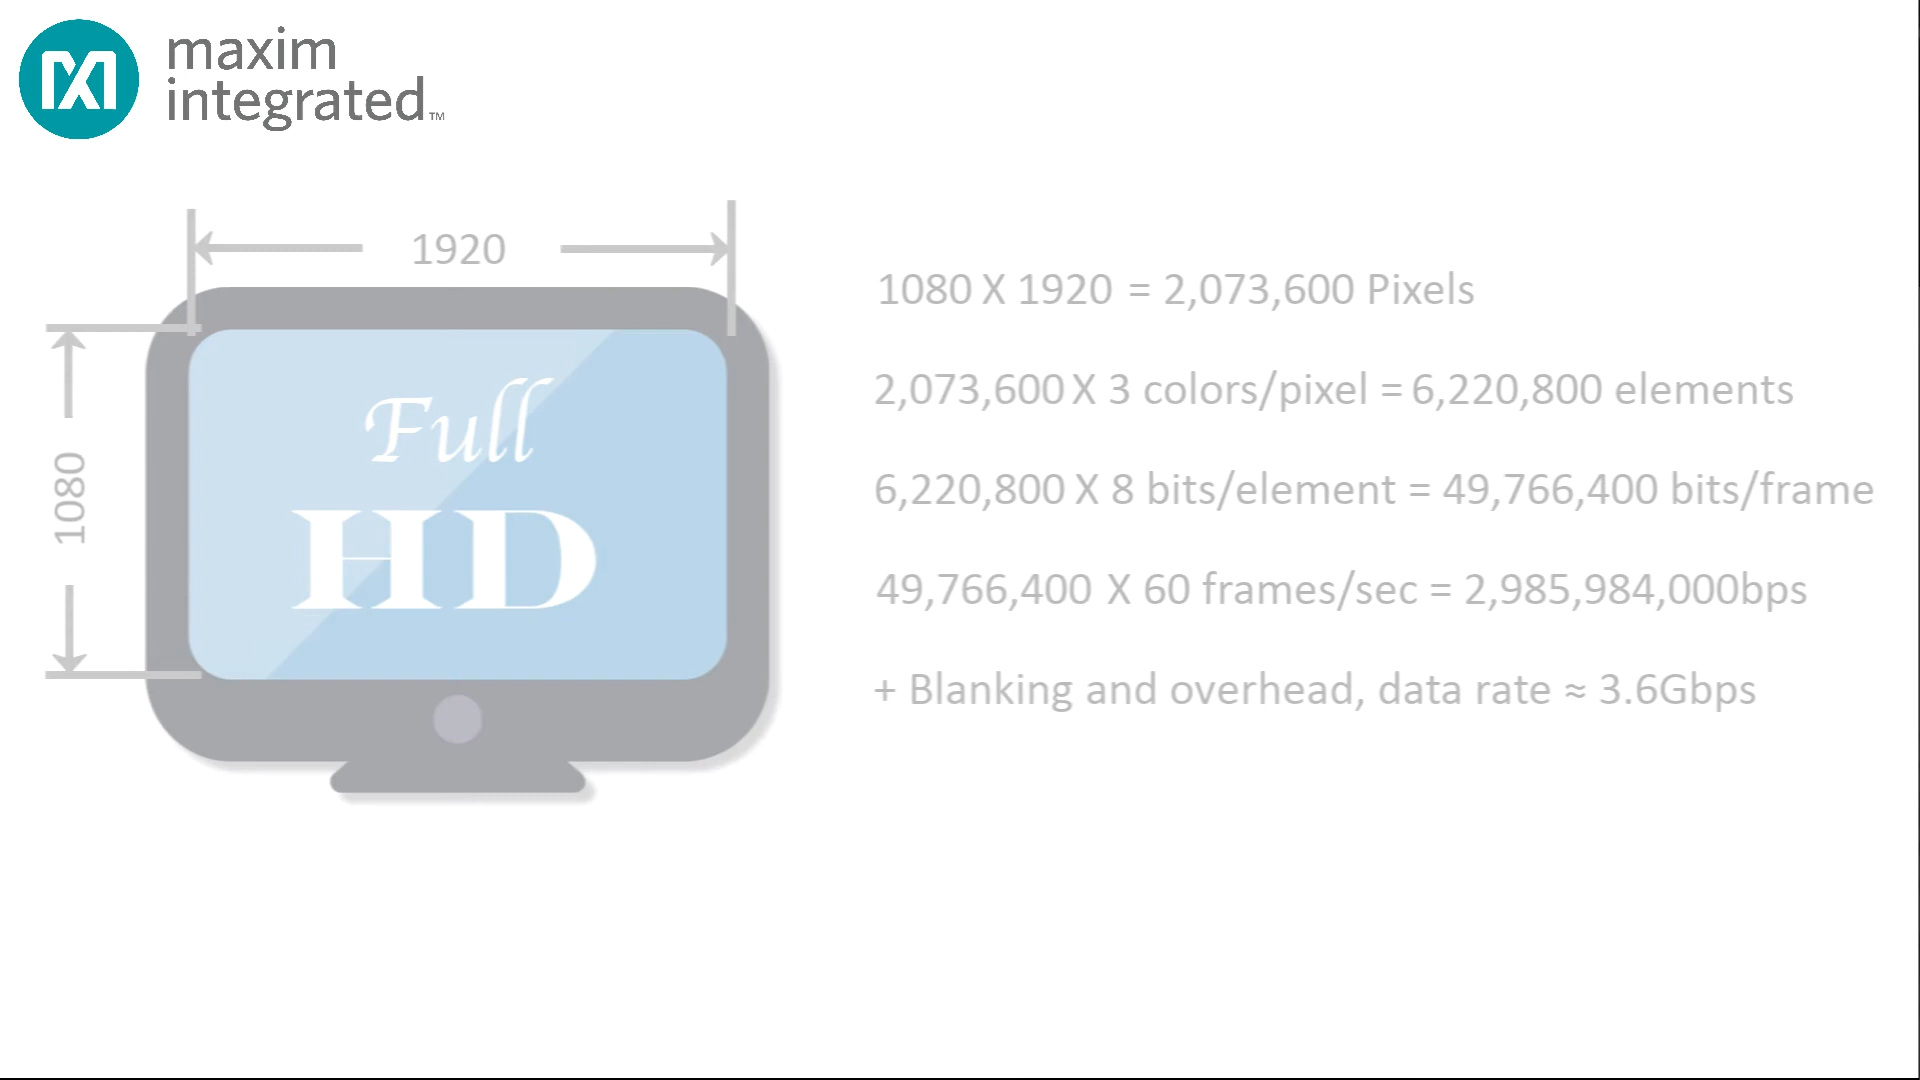 maxim
integrated™
1920
1080
Full
HD
1080 X 1920 = 2,073,600 Pixels
2,073,600 X 3 colors/pixel = 6,220,800 elements
6,220,800 X 8 bits/element = 49,766,400 bits/frame
49,766,400 X 60 frames/sec = 2,985,984,000bps
+ Blanking and overhead, data rate ≈ 3.6Gbps